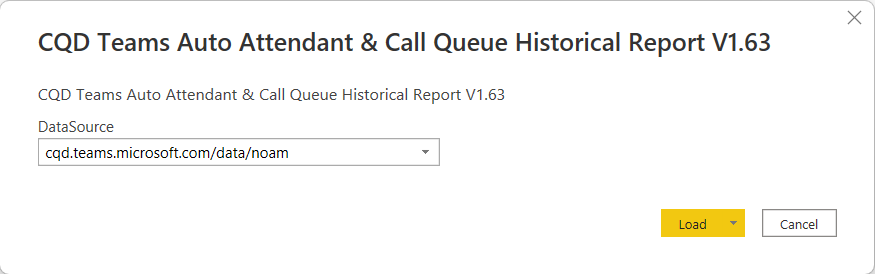 CQD Teams Auto Attendant & Call Queue Historical Report V1.63
CQD Teams Auto Attendant & Call Queue Historical Report V1.63
DataSource
cqd.teams.microsoft.com/data/noam
Load Cancel